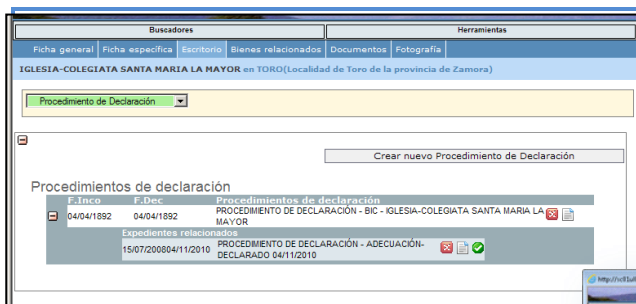 Buscadores Herramientas
Ficha general Ficha específica Escritorio Bienes relacionados Documentos Fotografía
IGLESIA-COLEGIATA SANTA MARIA LA MAYOR en TORO(Localidad de Toro de la provincia de Zamora)
Procedimiento de Declaración
Crear nuevo Procedimiento de Declaración
Procedimientos de declaración
F.Inco F.Dec Procedimientos de declaración
04/04/1892 04/04/1892 PROCEDIMIENTO DE DECLARACIÓN - BIC - IGLESIA-COLEGIATA SANTA MARIA LA
MAYOR
Expedientes relacionados
15/07/200804/11/2010 PROCEDIMIENTO DE DECLARACIÓN - ADECUACIÓN-
DECLARADO 04/11/2010